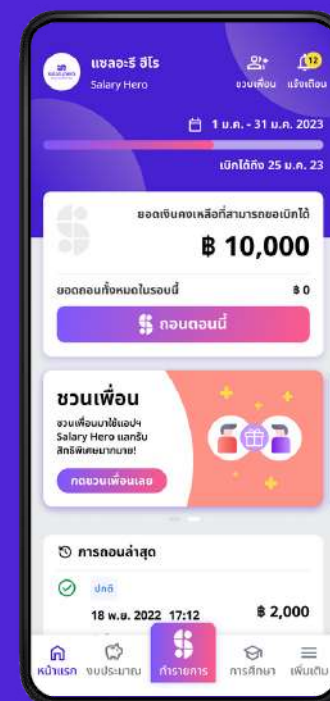 แซลอะรี ฮีโร
Salary Hero
ชวนเพื่อน
12
แจ้งเตือน
1 ม.ค. - 31 ม.ค. 2023
เบิกได้ถึง 25 ม.ค. 23
ยอดเงินคงเหลือที่สามารถขอเบิกได้
฿ 10,000
ยอดถอนทั้งหมดในรอบนี้
฿ 0
ถอนตอนนี้
ชวนเพื่อน
ชวนเพื่อนมาใช้แอปฯ
Salary Hero แลกรับ
สิทธิพิเศษมากมาย!
กดชวนเพื่อนเลย
การถอนล่าสุด
ปกติ
18 พ.ย. 2022 17:12
฿ 2,000
หน้าแรก
งบประมาณ
ทำรายการ
การศึกษา
เพิ่มเติม